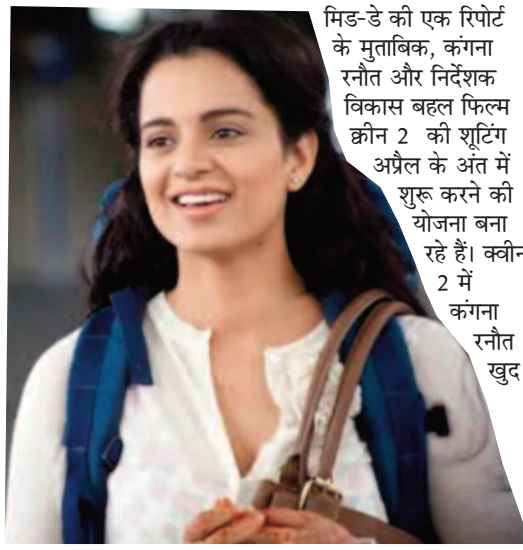 मिड-डे की एक रिपोर्ट
के मुताबिक, कंगना
रनौत और निर्देशक
विकास बहल फिल्म
क्वीन 2 की शूटिंग
अप्रैल के अंत में
शुरू करने की
योजना बना
रहे हैं। क्वीन
2 में
कंगना
रनौत
खुद